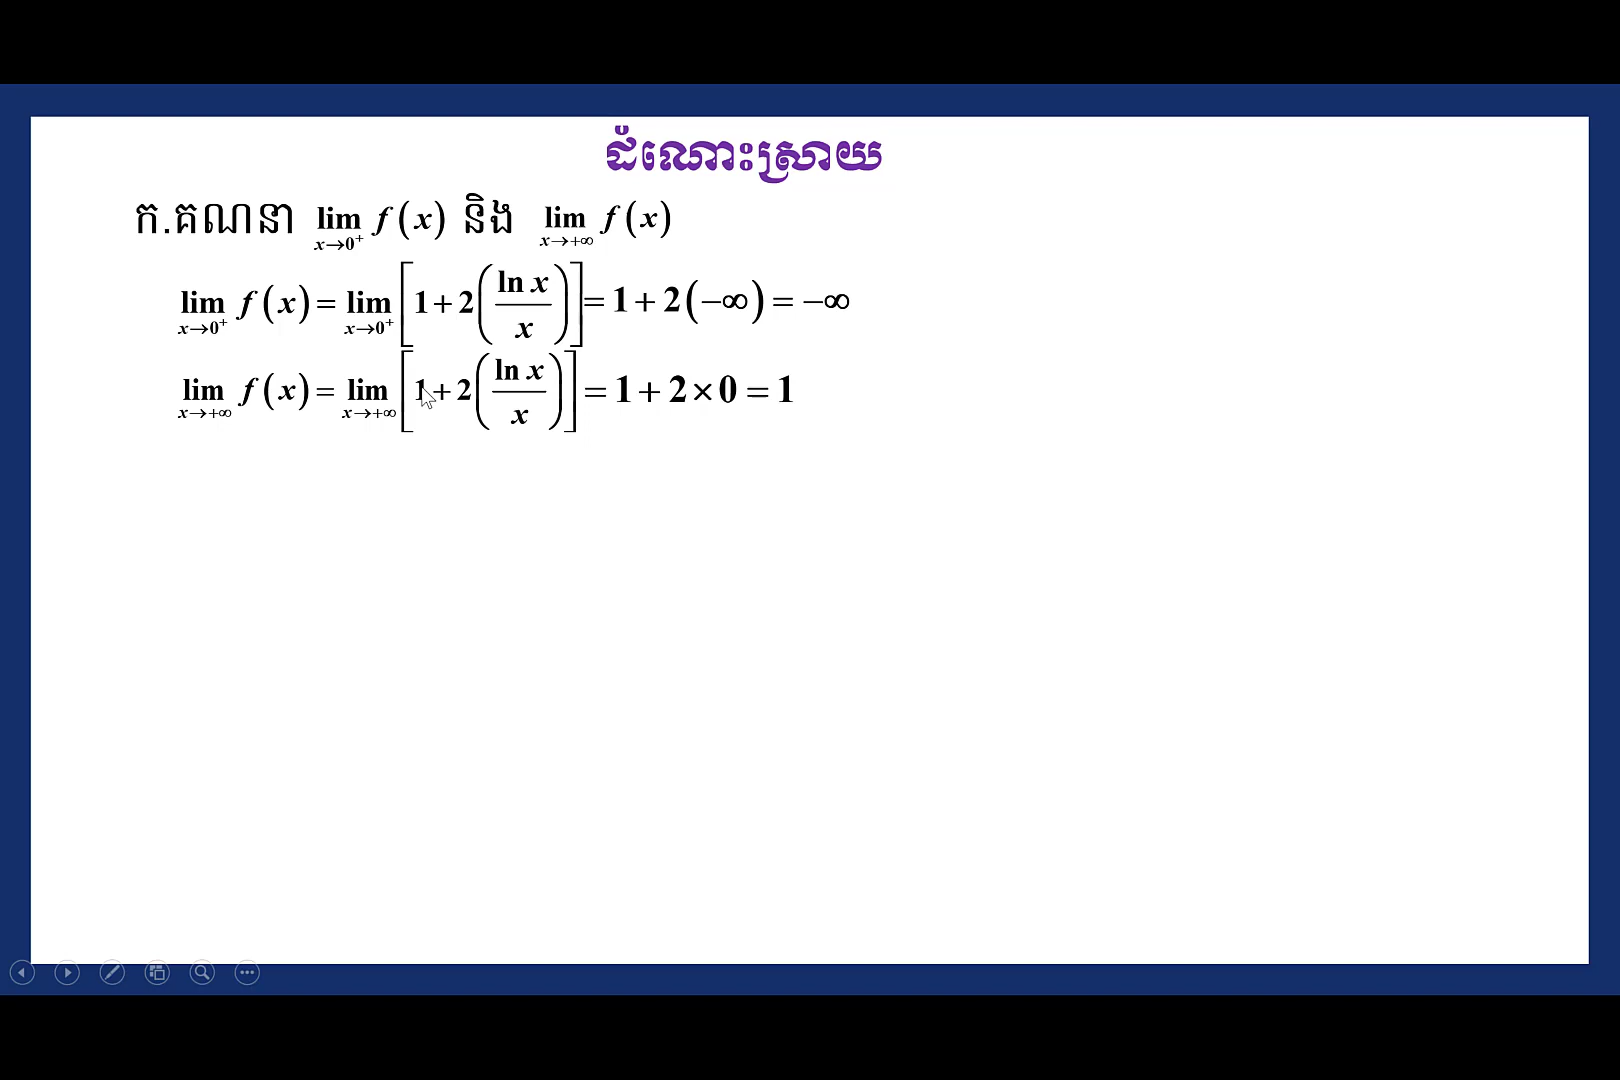 ដំណោះស្រាយ
ក.គណនា lim_{x→0⁺} f(x) និង lim_{x→+∞} f(x)
lim_{x→0⁺} f(x) = lim_{x→0⁺} [1 + 2(ln x / x)] = 1 + 2(−∞) = −∞
lim_{x→+∞} f(x) = lim_{x→+∞} [1 + 2(ln x / x)] = 1 + 2 × 0 = 1